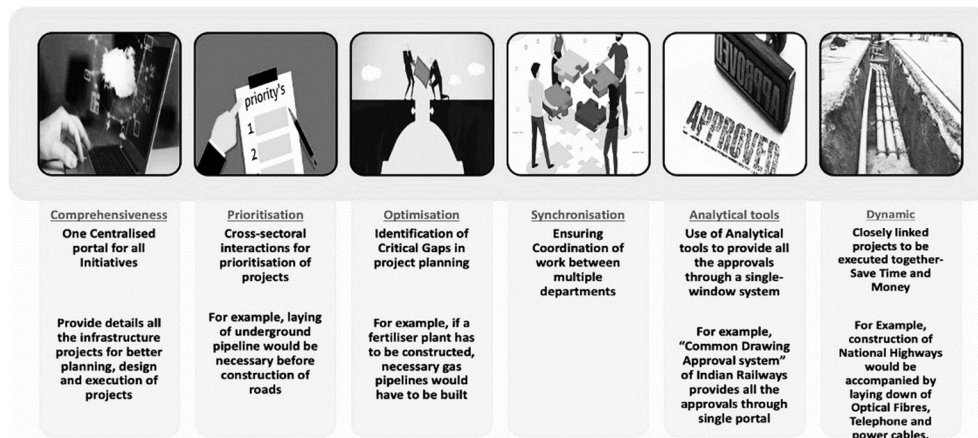 priority's
1
2
APPROVED
APPROVED
Comprehensiveness
One Centralised
portal for all
Initiatives
Provide details all
the infrastructure
projects for better
planning, design
and execution of
projects
Prioritisation
Cross-sectoral
interactions for
prioritisation of
projects
For example, laying
of underground
pipeline would be
necessary before
construction of
roads
Optimisation
Identification of
Critical Gaps in
project planning
For example, if a
fertiliser plant has
to be constructed,
necessary gas
pipelines would
have to be built
Synchronisation
Ensuring
Coordination of
work between
multiple
departments
Analytical tools
Use of Analytical
tools to provide all
the approvals
through a single-
window system
For example,
“Common Drawing
Approval system”
of Indian Railways
provides all the
approvals through
single portal
Dynamic
Closely linked
projects to be
executed together-
Save Time and
Money
For Example,
construction of
National Highways
would be
accompanied by
laying down of
Optical Fibres,
Telephone and
power cables.